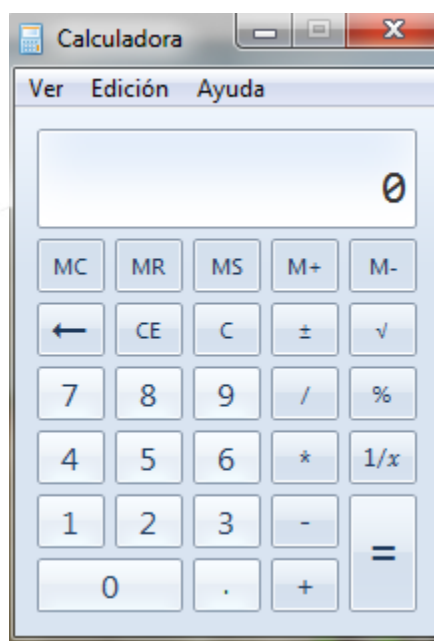 Calculadora
Ver Edición Ayuda
0
MC MR MS M+ M-
← CE C ± √
7 8 9 / %
4 5 6 * 1/x
1 2 3 - =
0 . +